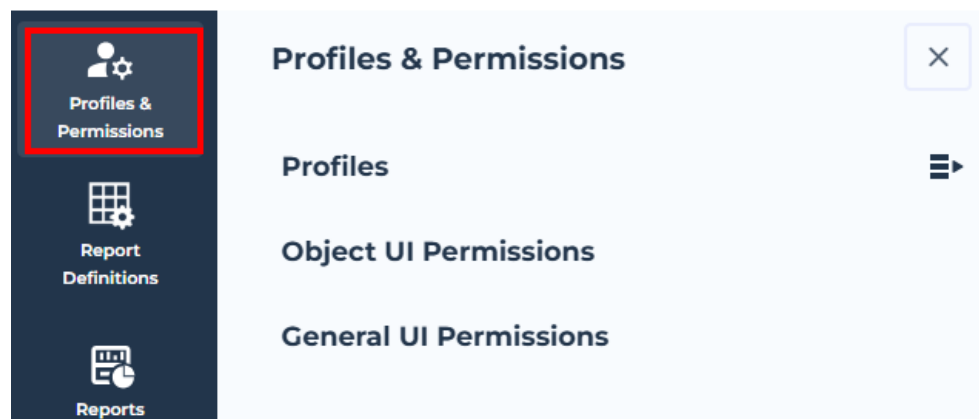 Profiles &
Permissions
Report
Definitions
Reports
Profiles & Permissions
Profiles
Object UI Permissions
General UI Permissions